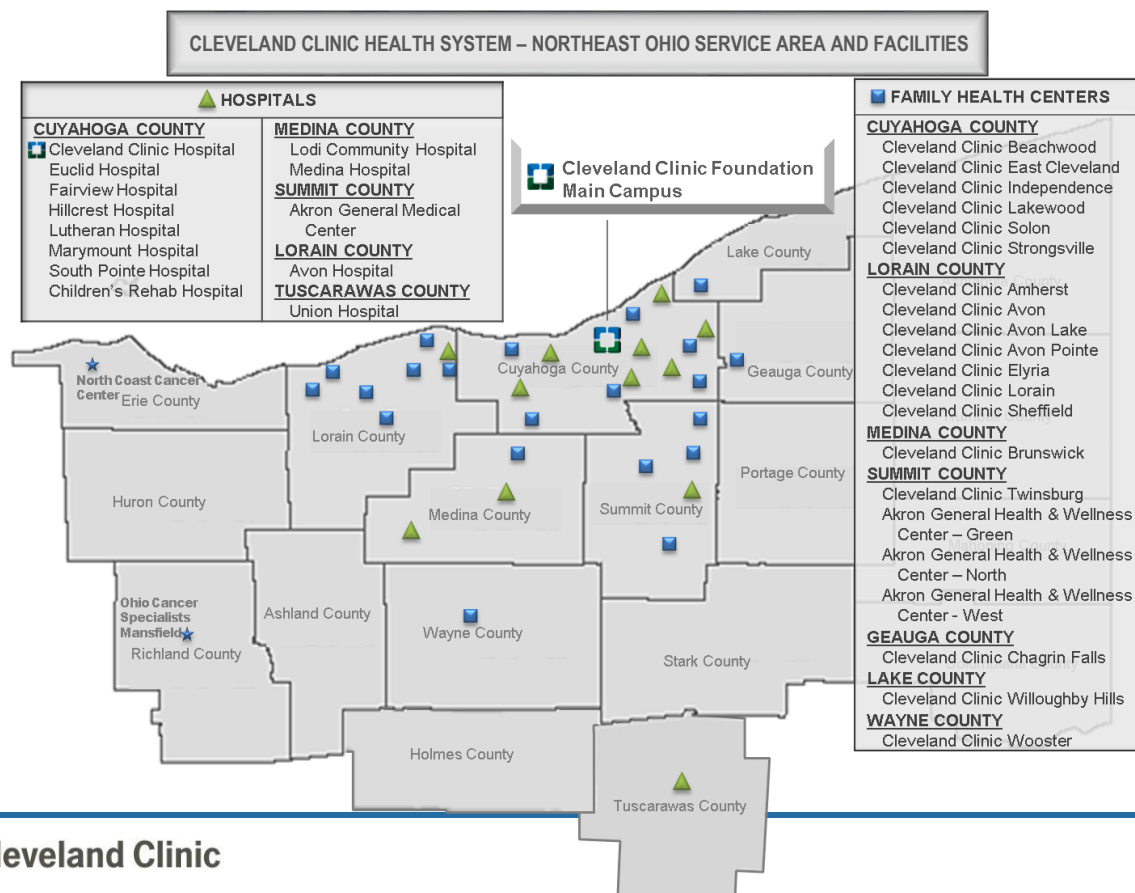 CLEVELAND CLINIC HEALTH SYSTEM – NORTHEAST OHIO SERVICE AREA AND FACILITIES
HOSPITALS
CUYAHOGA COUNTY
Cleveland Clinic Hospital
Euclid Hospital
Fairview Hospital
Hillcrest Hospital
Lutheran Hospital
Marymount Hospital
South Pointe Hospital
Children's Rehab Hospital
MEDINA COUNTY
Lodi Community Hospital
Medina Hospital
SUMMIT COUNTY
Akron General Medical
Center
LORAIN COUNTY
Avon Hospital
TUSCARAWAS COUNTY
Union Hospital
Cleveland Clinic Foundation
Main Campus
FAMILY HEALTH CENTERS
CUYAHOGA COUNTY
Cleveland Clinic Beachwood
Cleveland Clinic East Cleveland
Cleveland Clinic Independence
Cleveland Clinic Lakewood
Cleveland Clinic Solon
Cleveland Clinic Strongsville
LORAIN COUNTY
Cleveland Clinic Amherst
Cleveland Clinic Avon
Cleveland Clinic Avon Lake
Cleveland Clinic Avon Pointe
Cleveland Clinic Elyria
Cleveland Clinic Lorain
Cleveland Clinic Sheffield
MEDINA COUNTY
Cleveland Clinic Brunswick
SUMMIT COUNTY
Cleveland Clinic Twinsburg
Akron General Health & Wellness
Center – Green
Akron General Health & Wellness
Center – North
Akron General Health & Wellness
Center - West
GEAUGA COUNTY
Cleveland Clinic Chagrin Falls
LAKE COUNTY
Cleveland Clinic Willoughby Hills
WAYNE COUNTY
Cleveland Clinic Wooster
Lake County
North Coast Cancer
Center
Erie County
Cuyahoga County
Geauga County
Lorain County
Huron County
Medina County
Summit County
Portage County
Ohio Cancer
Specialists
Mansfield
Richland County
Ashland County
Wayne County
Stark County
Holmes County
Tuscarawas County
leveland Clinic